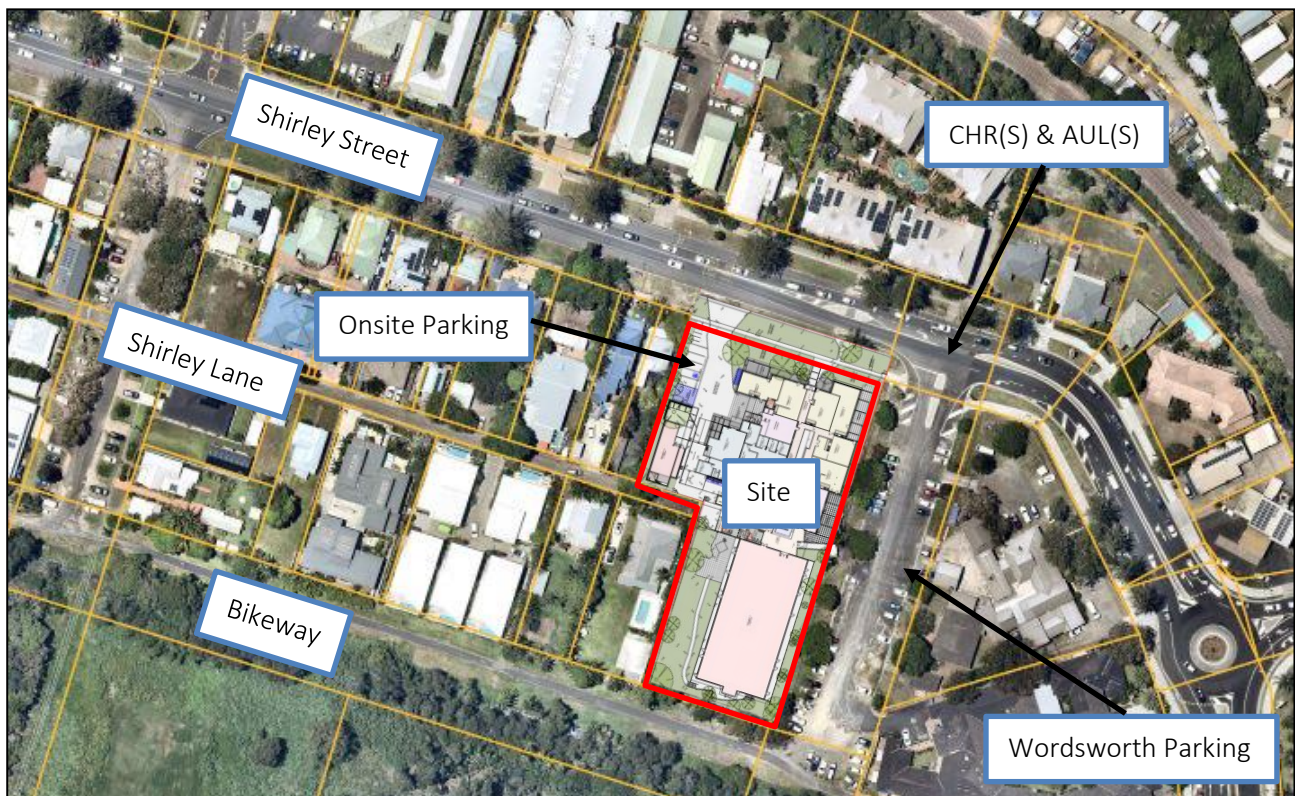 Shirley Street
CHR(S) & AUL(S)
Onsite Parking
Shirley Lane
Site
Bikeway
Wordsworth Parking